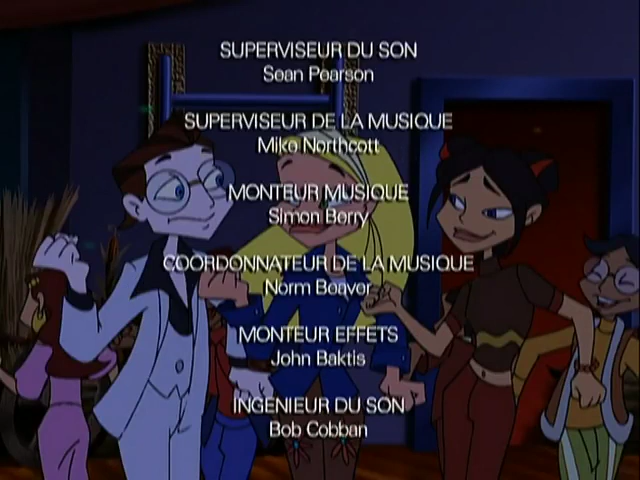 SUPERVISEUR DU SON
Sean Pearson
SUPERVISEUR DE LA MUSIQUE
Mike Northcott
MONTEUR MUSIQUE
Simon Berry
COORDONNATEUR DE LA MUSIQUE
Norm Beaver
MONTEUR EFFETS
John Baktis
INGENIEUR DU SON
Bob Cobban